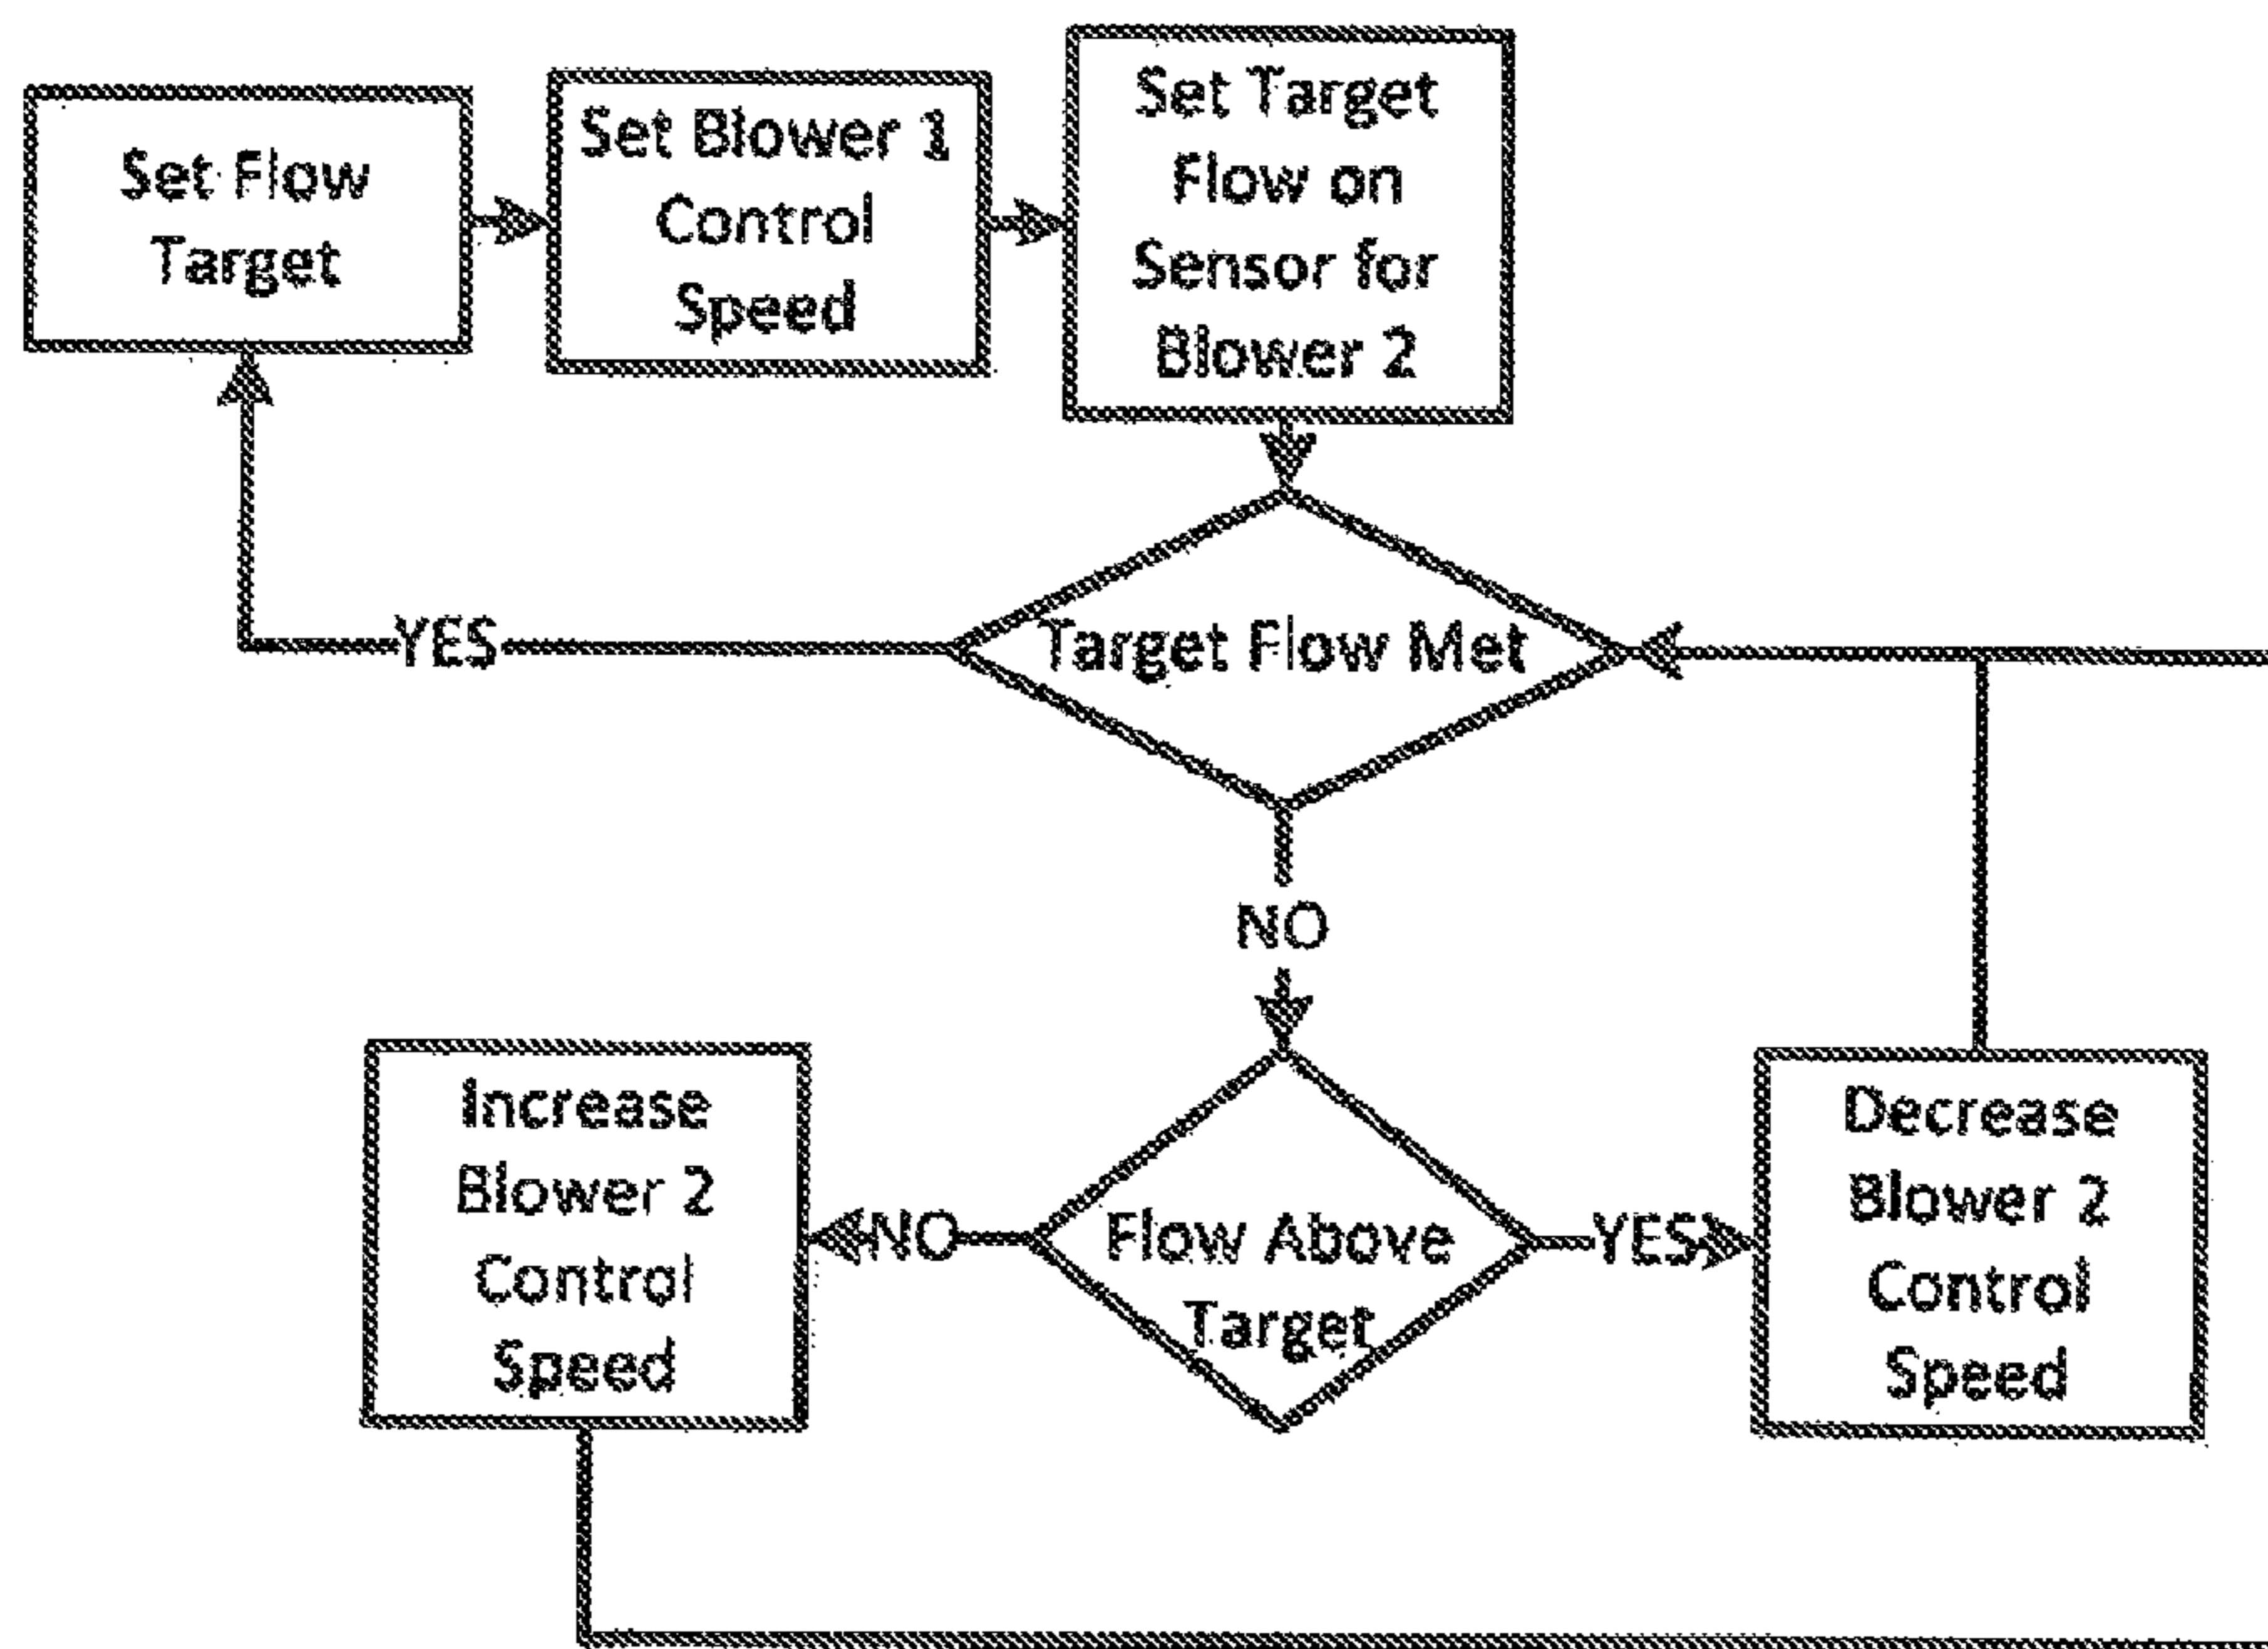 Set Flow
Target
Set Blower 1
Control
Speed
Set Target
Flow on
Sensor for
Blower 2
Target Flow Met
YES
NO
Increase
Blower 2
Control
Speed
NO
Flow Above
Target
YES
Decrease
Blower 2
Control
Speed